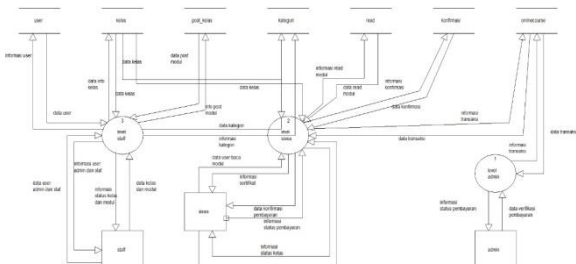 user
kelas
post_kelas
kategori
read
konfirmasi
onlinecourse
informasi user
data info
kelas
data kelas
data post
modul
data kelas
data kelas
informasi read
modul
informasi
konfirmasi
data user
info post
modul
data kategori
informasi
kategori
data konfirmasi
informasi
transaksi
data transaksi
data transaksi
3
level
staff
2
level
siswa
1
level
admin
informasi
transaksi
data user
admin dan staf
informasi user
admin dan staf
informasi
status kelas
dan modul
data kelas
dan modul
data user baca
modul
informasi
sertifikat
data konfirmasi
pembayaran
informasi
status pembayaran
informasi
status kelas
informasi
status pembayaran
data verifikasi
pembayaran
staff
siswa
admin